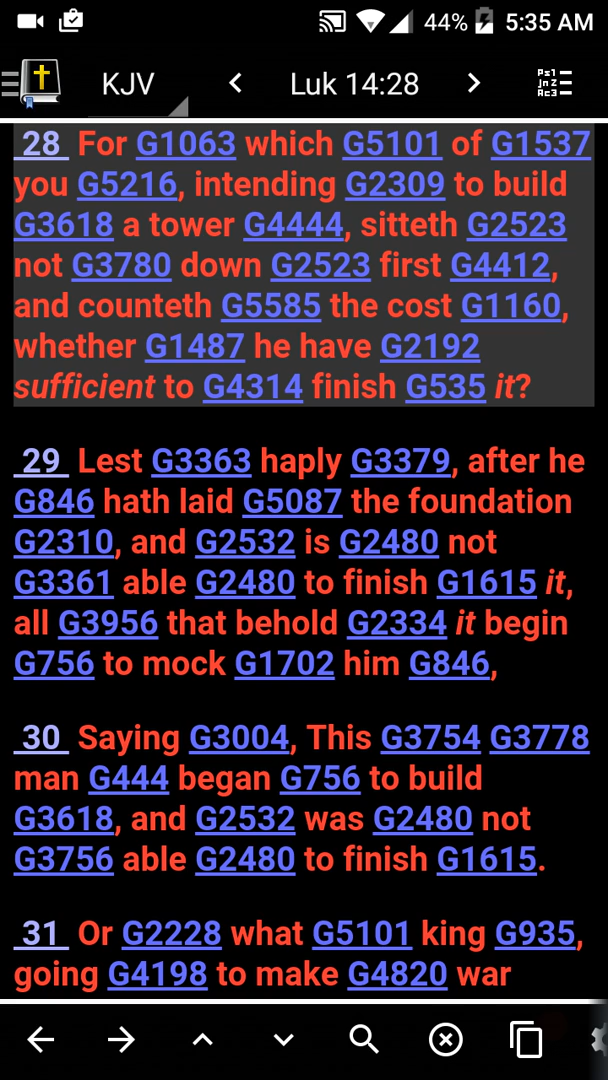 44% 5:35 AM
KJV Luk 14:28
28 For G1063 which G5101 of G1537
you G5216, intending G2309 to build
G3618 a tower G4444, sitteth G2523
not G3780 down G2523 first G4412,
and counteth G5585 the cost G1160,
whether G1487 he have G2192
sufficient to G4314 finish G535 it?
29 Lest G3363 haply G3379, after he
G846 hath laid G5087 the foundation
G2310, and G2532 is G2480 not
G3361 able G2480 to finish G1615 it,
all G3956 that behold G2334 it begin
G756 to mock G1702 him G846,
30 Saying G3004, This G3754 G3778
man G444 began G756 to build
G3618, and G2532 was G2480 not
G3756 able G2480 to finish G1615.
31 Or G2228 what G5101 king G935,
going G4198 to make G4820 war